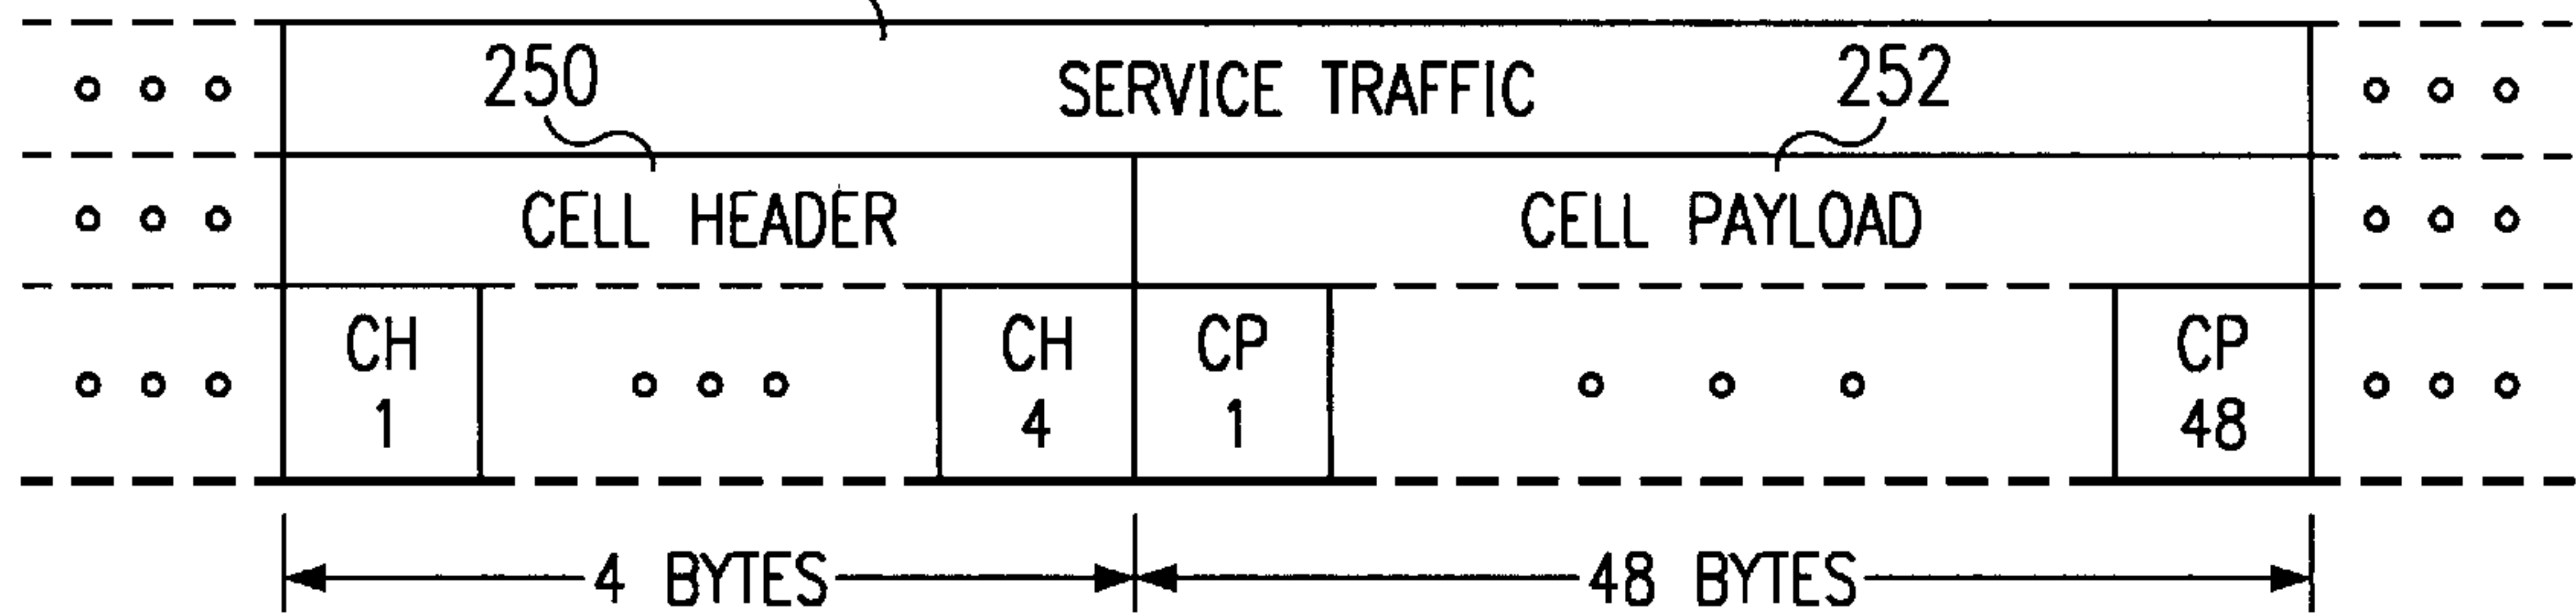 250
SERVICE TRAFFIC
252
CELL HEADER
CELL PAYLOAD
CH 1
CH 4
CP 1
CP 48
4 BYTES
48 BYTES